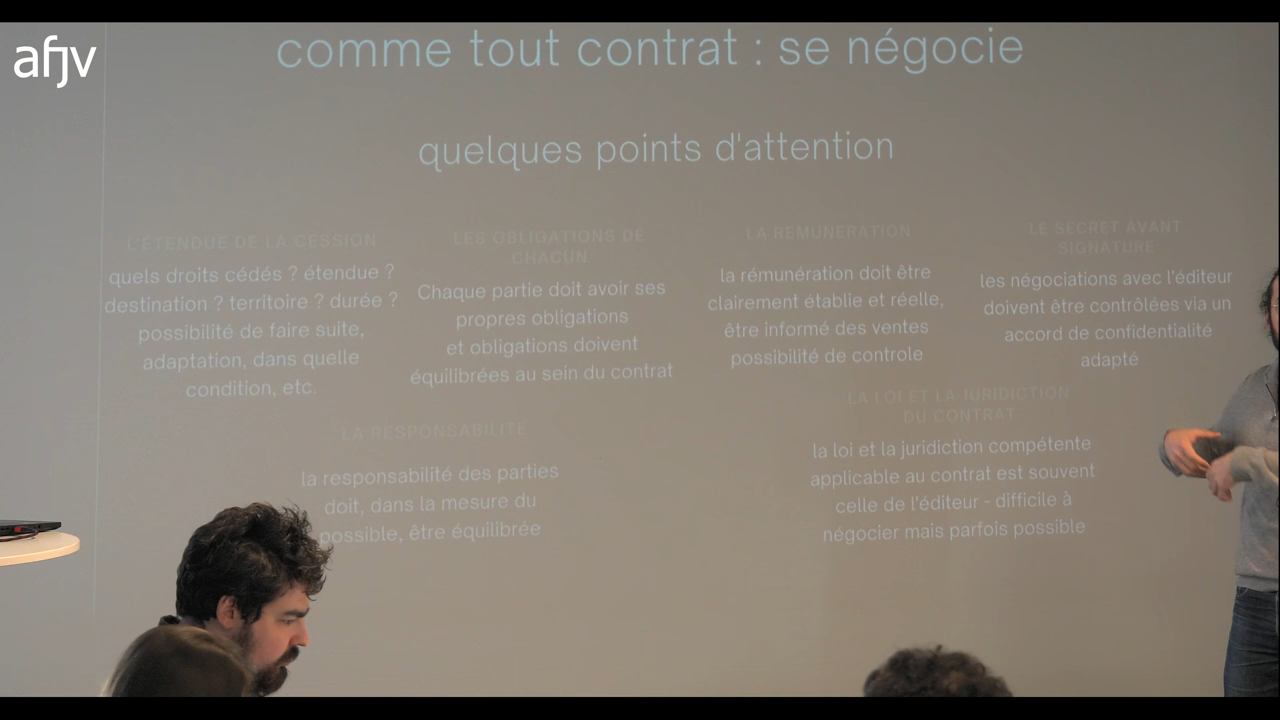 afjv
comme tout contrat : se négocie
quelques points d'attention
L'ÉTENDUE DE LA CESSION
quels droits cédés ? étendue ?
destination ? territoire ? durée ?
possibilité de faire suite,
adaptation, dans quelle
condition, etc.
LES OBLIGATIONS DE
CHACUN
Chaque partie doit avoir ses
propres obligations
et obligations doivent
équilibrées au sein du contrat
LA REMUNERATION
la rémunération doit être
clairement établie et réelle,
être informé des ventes
possibilité de controle
LE SECRET AVANT
SIGNATURE
les négociations avec l'éditeur
doivent être contrôlées via un
accord de confidentialité
adapté
LA RESPONSABILITÉ
la responsabilité des parties
doit, dans la mesure du
possible, être équilibrée
LA LOI ET LA JURIDICTION
DU CONTRAT
la loi et la juridiction compétente
applicable au contrat est souvent
celle de l'éditeur - difficile à
négocier mais parfois possible